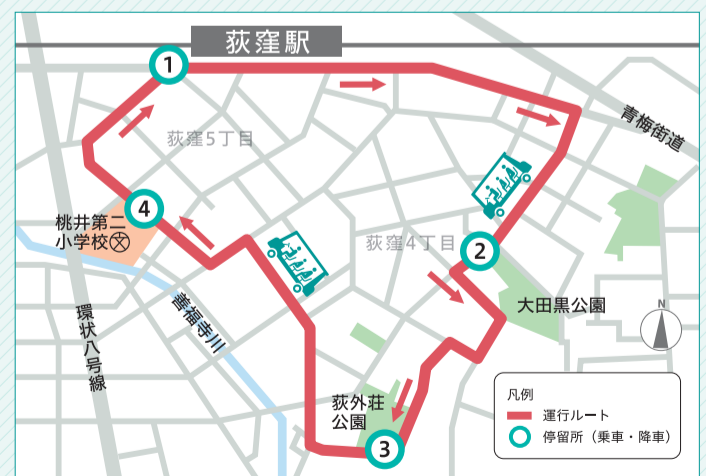 荻窪駅
1
青梅街道
荻窪5丁目
4
桃井第二
小学校
荻窪4丁目
2
善福寺川
大田黒公園
N
環状八号線
荻外荘
公園
3
凡例
運行ルート
停留所（乗車・降車）